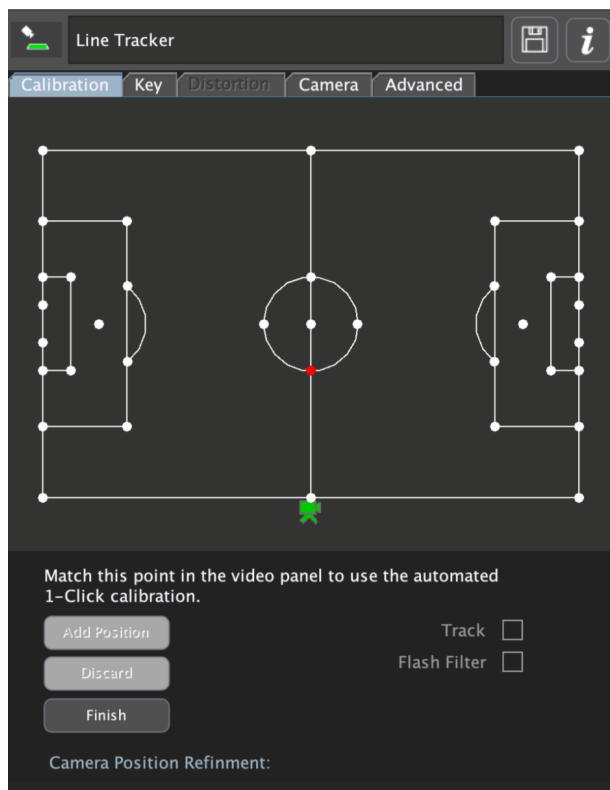 Line Tracker
i
Calibration Key Distortion Camera Advanced
Match this point in the video panel to use the automated
1-Click calibration.
Add Position
Track
Discard
Flash Filter
Finish
Camera Position Refinment: